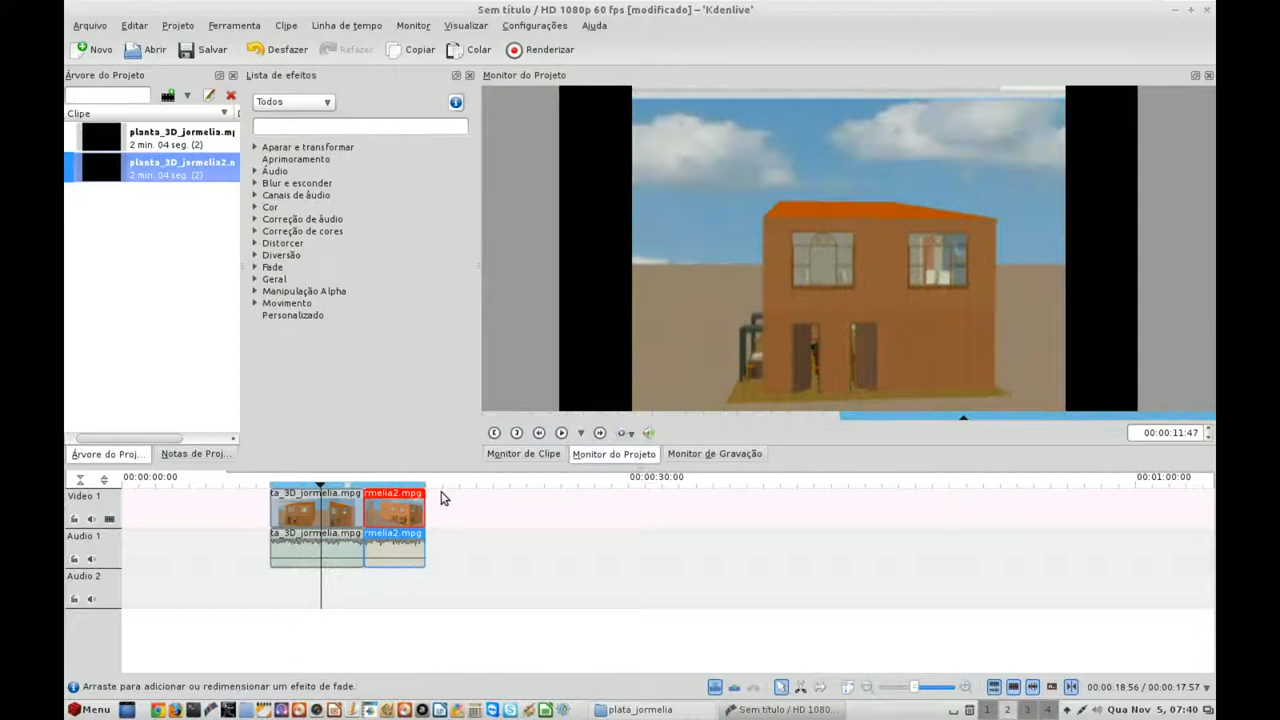 Sem título / HD 1080p 60 fps [modificado] – 'Kdenlive'
Arquivo Editar Projeto Ferramenta Clipe Linha de tempo Monitor Visualizar Configurações Ajuda
Novo Abrir Salvar Desfazer Refazer Copiar Colar Renderizar
Árvore do Projeto Lista de efeitos Monitor do Projeto
Todos
Clipe
planta_3D_jormelia.mp
2 min. 04 seg. (2)
planta_3D_jormelia2.n
2 min. 04 seg. (2)
Aparar e transformar
Aprimoramento
Áudio
Blur e esconder
Canais de áudio
Cor
Correção de áudio
Correção de cores
Distorcer
Diversão
Fade
Geral
Manipulação Alpha
Movimento
Personalizado
00:00:11:47
Árvore do Proj... Notas de Proj... Monitor de Clipe Monitor do Projeto Monitor de Gravação
00:00:00:00 00:00:30:00 00:01:00:00
Video 1 ta_3D_jormelia.mpg rmelia2.mpg
Audio 1 ta_3D_jormelia.mpg rmelia2.mpg
Audio 2
Arraste para adicionar ou redimensionar um efeito de fade. 00:00:18:56 / 00:00:17:57
Menu plata_jormelia Sem título / HD 1080... 1 2 3 4 Qua Nov 5, 07:40